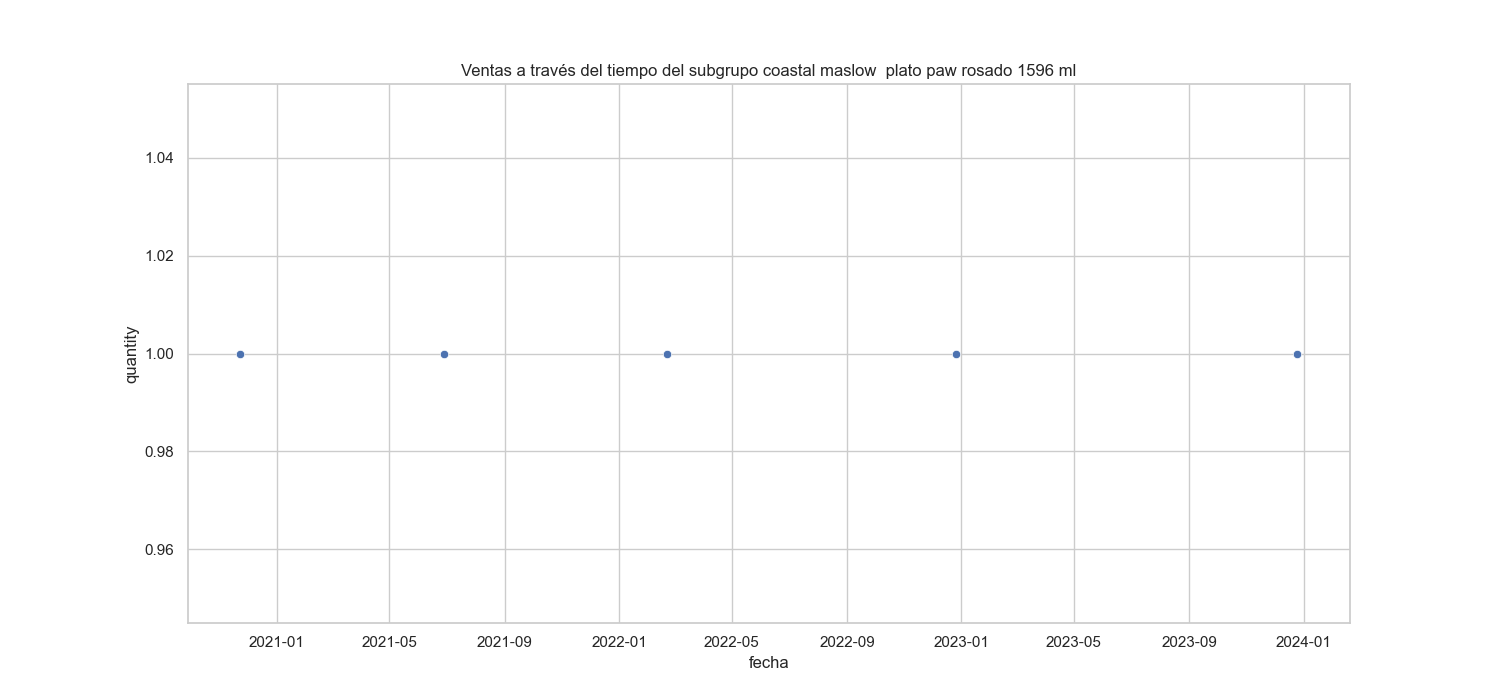 Ventas a través del tiempo del subgrupo coastal maslow  plato paw rosado 1596 ml
1.04
1.02
1.00
0.98
0.96
quantity
2021-01 2021-05 2021-09 2022-01 2022-05 2022-09 2023-01 2023-05 2023-09 2024-01
fecha